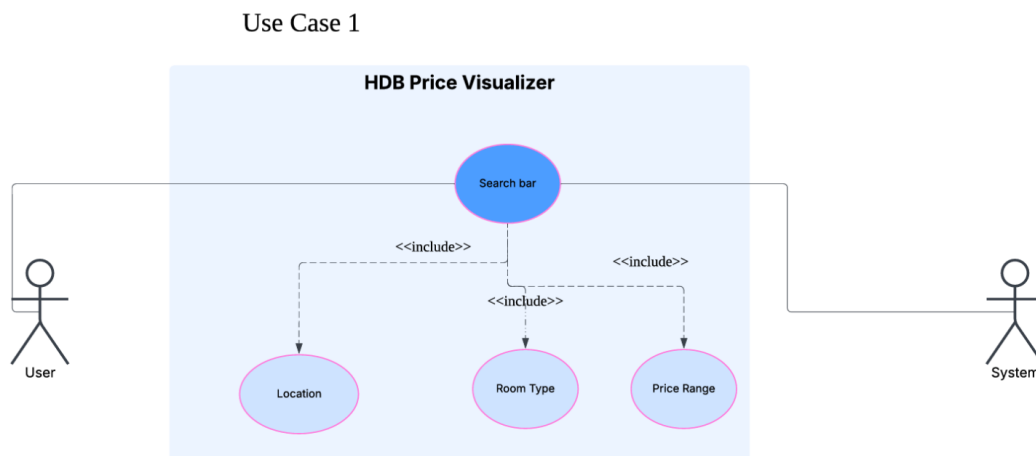 Use Case 1
HDB Price Visualizer
Search bar
<<include>>
<<include>>
<<include>>
User
System
Location
Room Type
Price Range